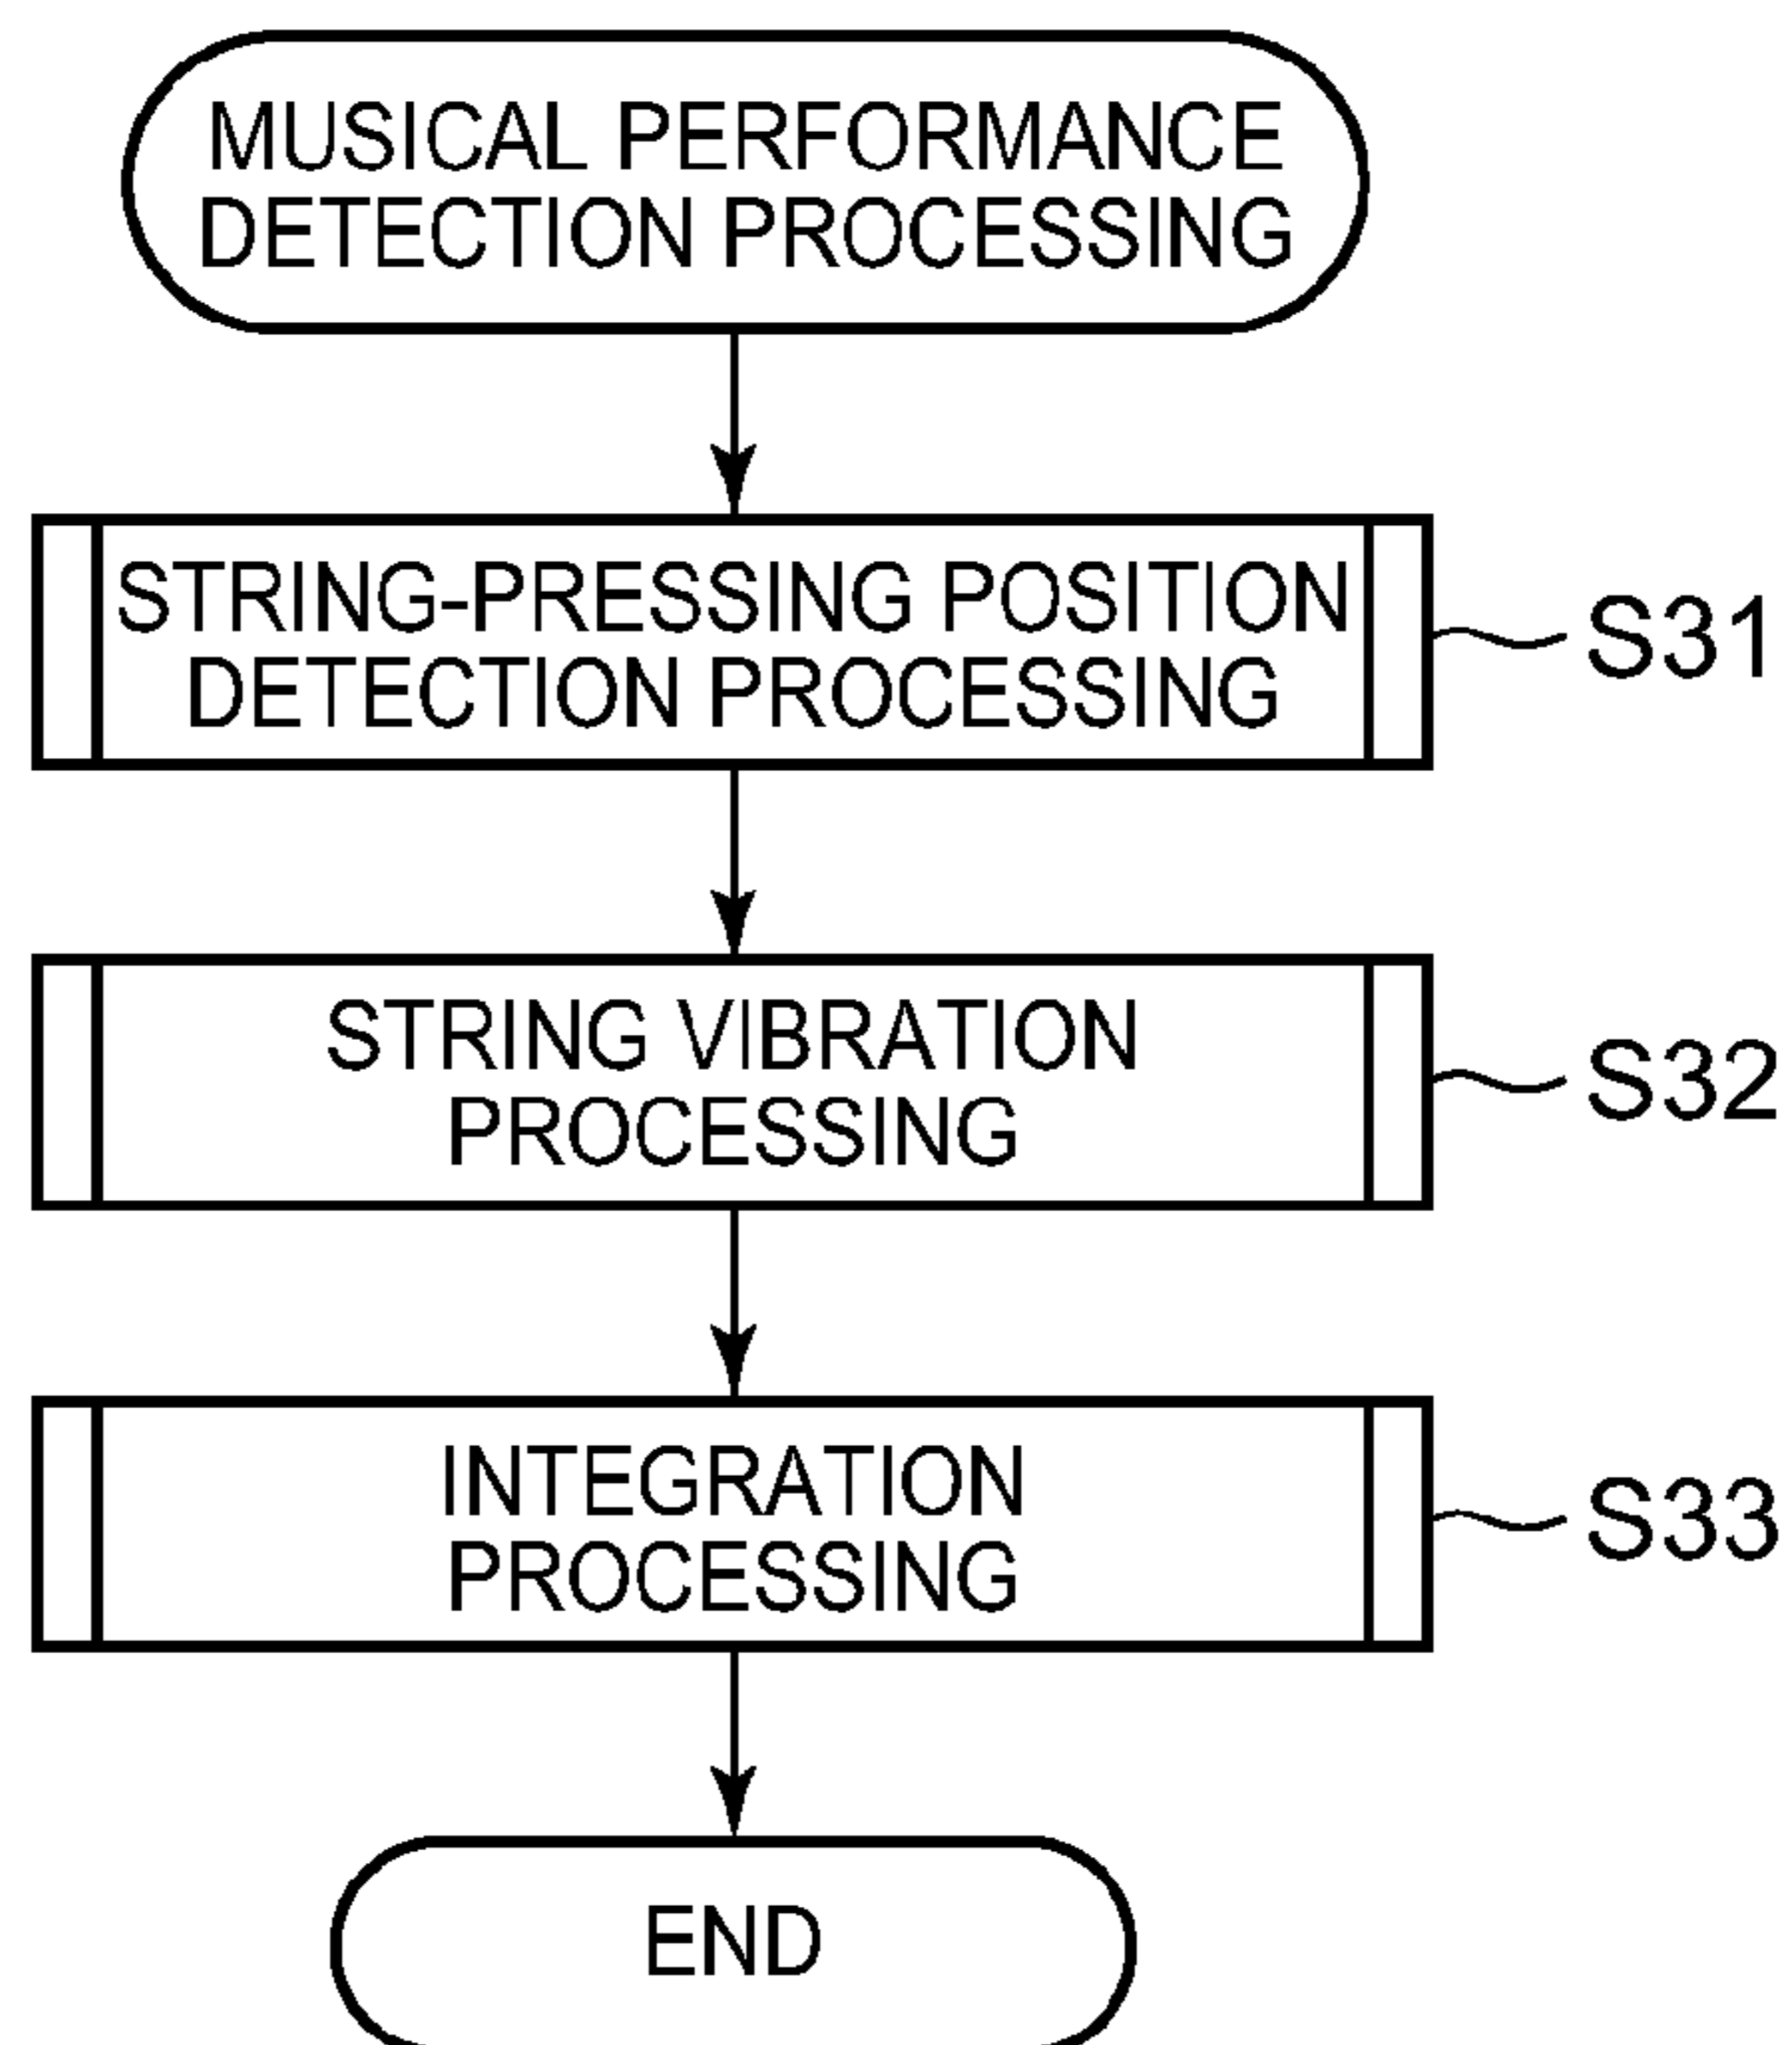 MUSICAL PERFORMANCE
DETECTION PROCESSING
STRING-PRESSING POSITION
DETECTION PROCESSING
S31
STRING VIBRATION
PROCESSING
S32
INTEGRATION
PROCESSING
S33
END